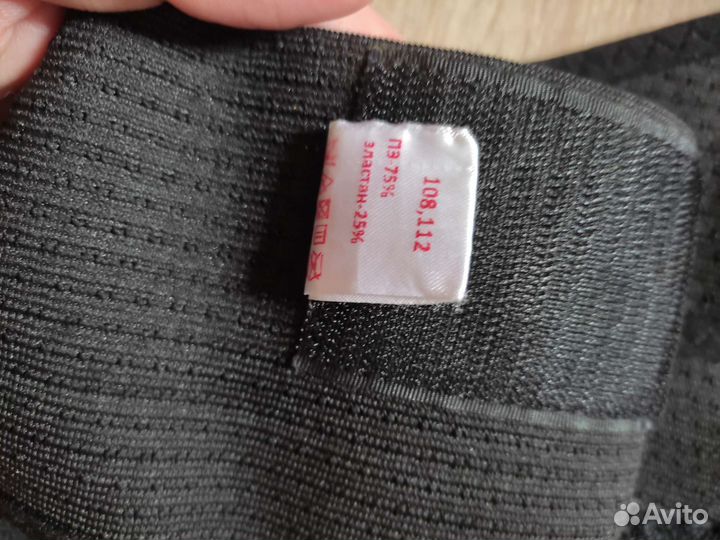 108,112
ПЭ 75%
эластан-25%
Avito